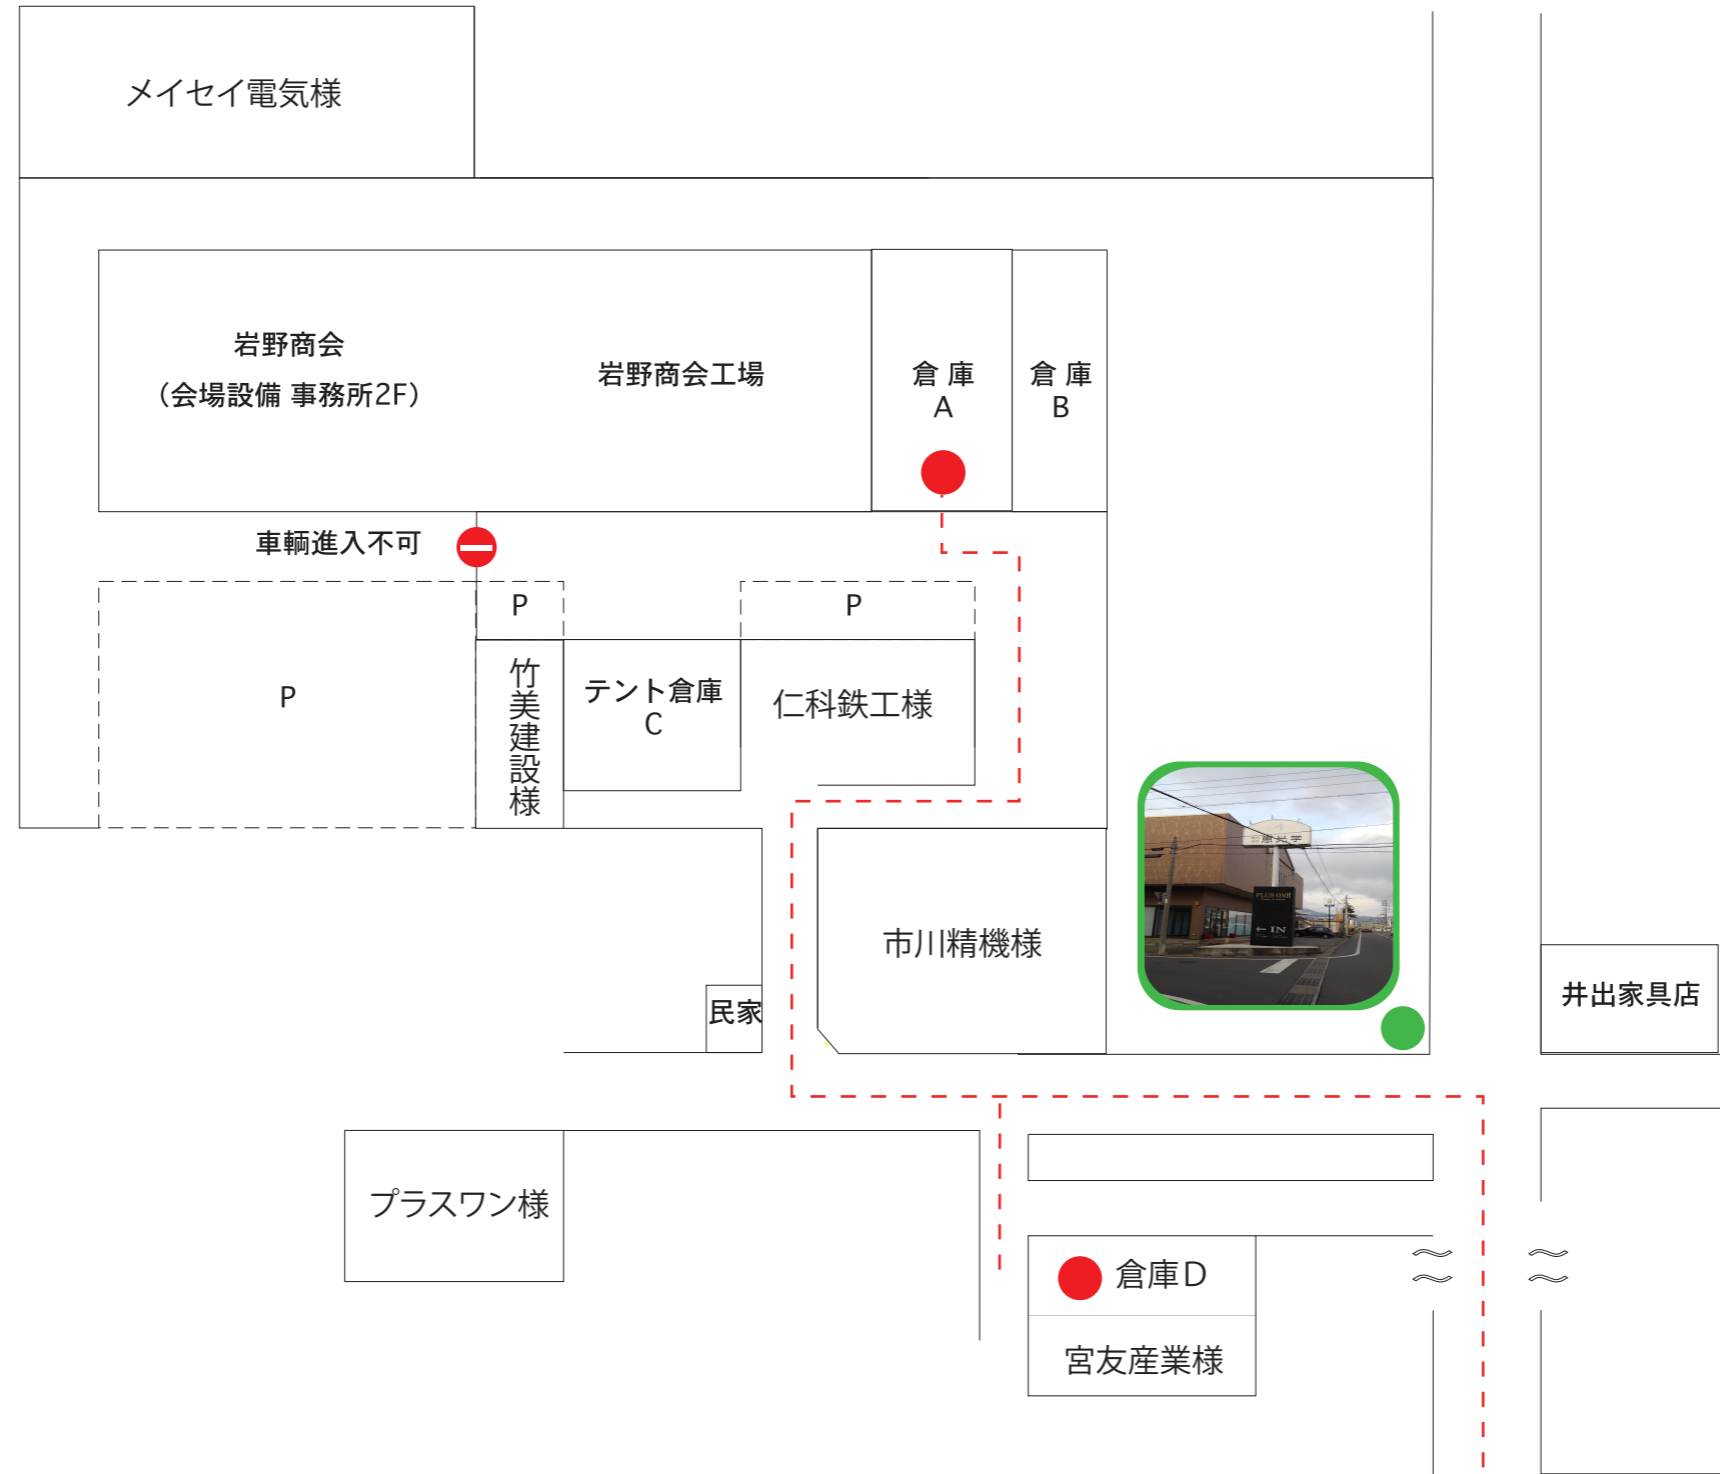 メイセイ電気様
岩野商会
（会場設備 事務所2F）
岩野商会工場
倉 庫
A
倉 庫
B
車輌進入不可
P
P
P
竹美建設様
テント倉庫
C
仁科鉄工様
PLUS ONE
← IN
市川精機様
民家
井出家具店
プラスワン様
倉庫D
宮友産業様